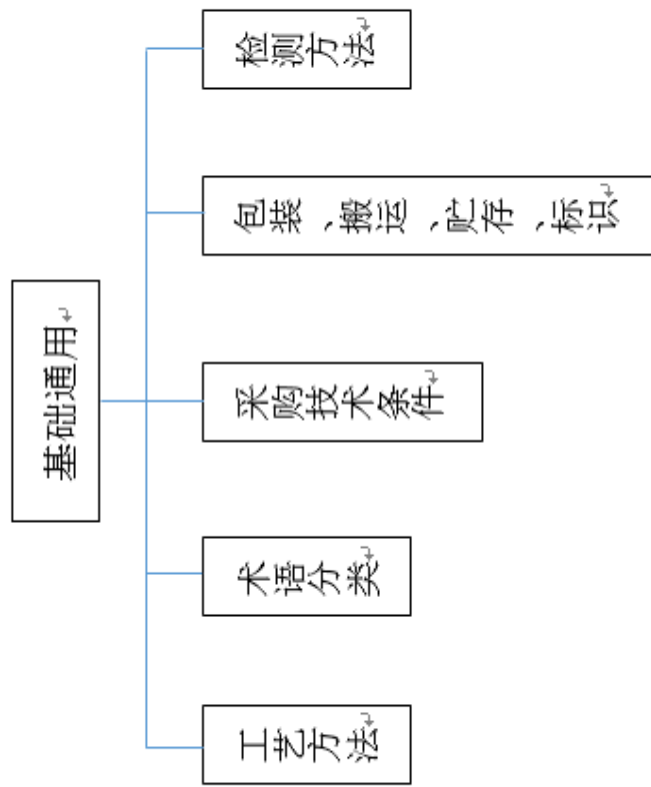 基础通用
检测方法
包装、搬运、贮存、标识
采购技术条件
术语分类
工艺方法